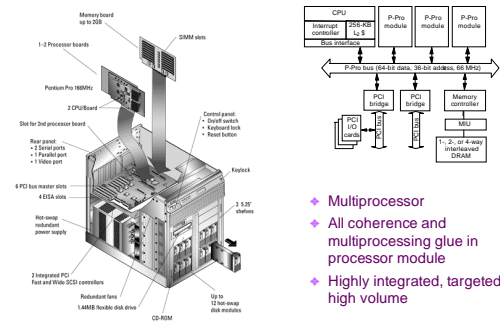 Memory board
up to 2GB
SIMM slots
1–2 Processor boards
Pentium Pro 166MHz
2 CPU/Board
Slot for 2nd processor board
Control panel:
• On/off switch
• Keyboard lock
• Reset button
Rear panel:
• 2 Serial ports
• 1 Parallel port
• 1 Video port
Keylock
6 PCI bus master slots
4 EISA slots
3 5.25"
shelves
Hot-swap
redundant
power supply
2 Integrated PCI
Fast and Wide SCSI controllers
Redundant fans
1.44MB flexible disk drive
CD-ROM
Up to
12 hot-swap
disk modules
CPU
Interrupt
controller
256-KB
L2 $
Bus interface
P-Pro
module
P-Pro
module
P-Pro
module
P-Pro bus (64-bit data, 36-bit address, 66 MHz)
PCI
bridge
PCI
bridge
Memory
controller
PCI
I/O
cards
PCI bus
PCI bus
MIU
1-, 2-, or 4-way
interleaved
DRAM
Multiprocessor
All coherence and
multiprocessing glue in
processor module
Highly integrated, targeted
high volume